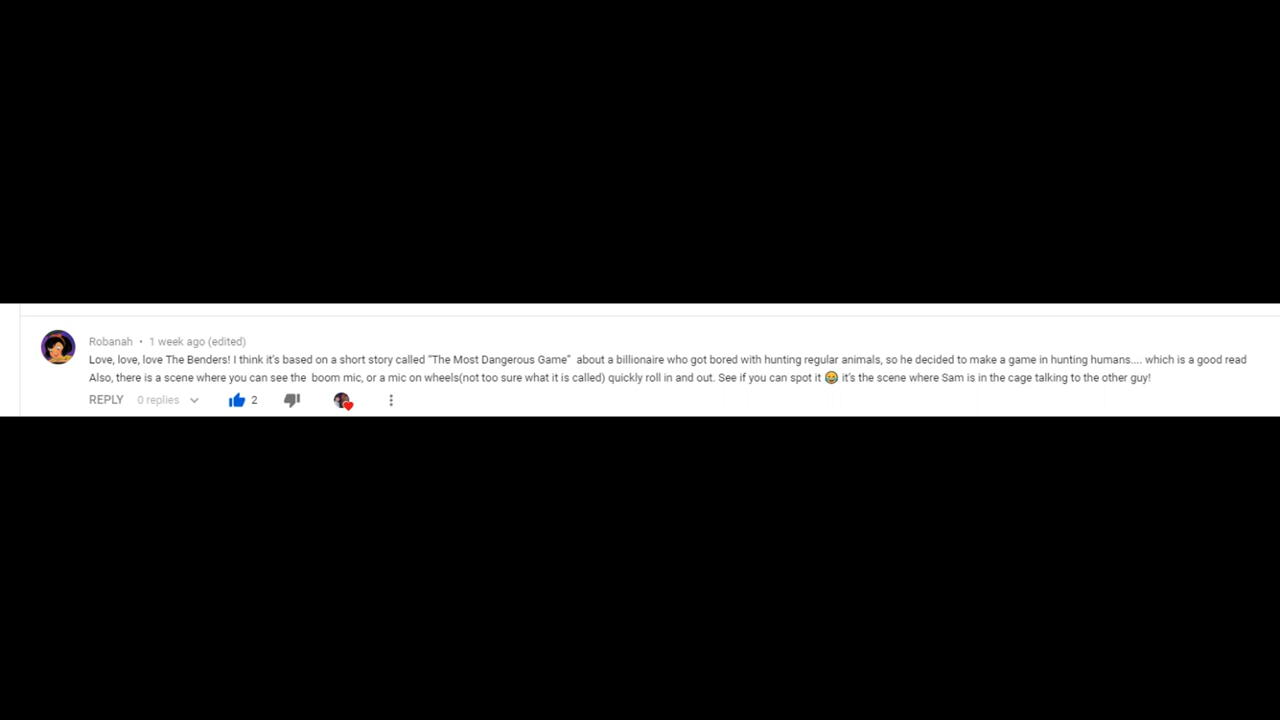 Robanah • 1 week ago (edited)
Love, love, love The Benders! I think it's based on a short story called "The Most Dangerous Game"  about a billionaire who got bored with hunting regular animals, so he decided to make a game in hunting humans.... which is a good read
Also, there is a scene where you can see the  boom mic, or a mic on wheels(not too sure what it is called) quickly roll in and out. See if you can spot it 😂 it's the scene where Sam is in the cage talking to the other guy!
REPLY 0 replies 2